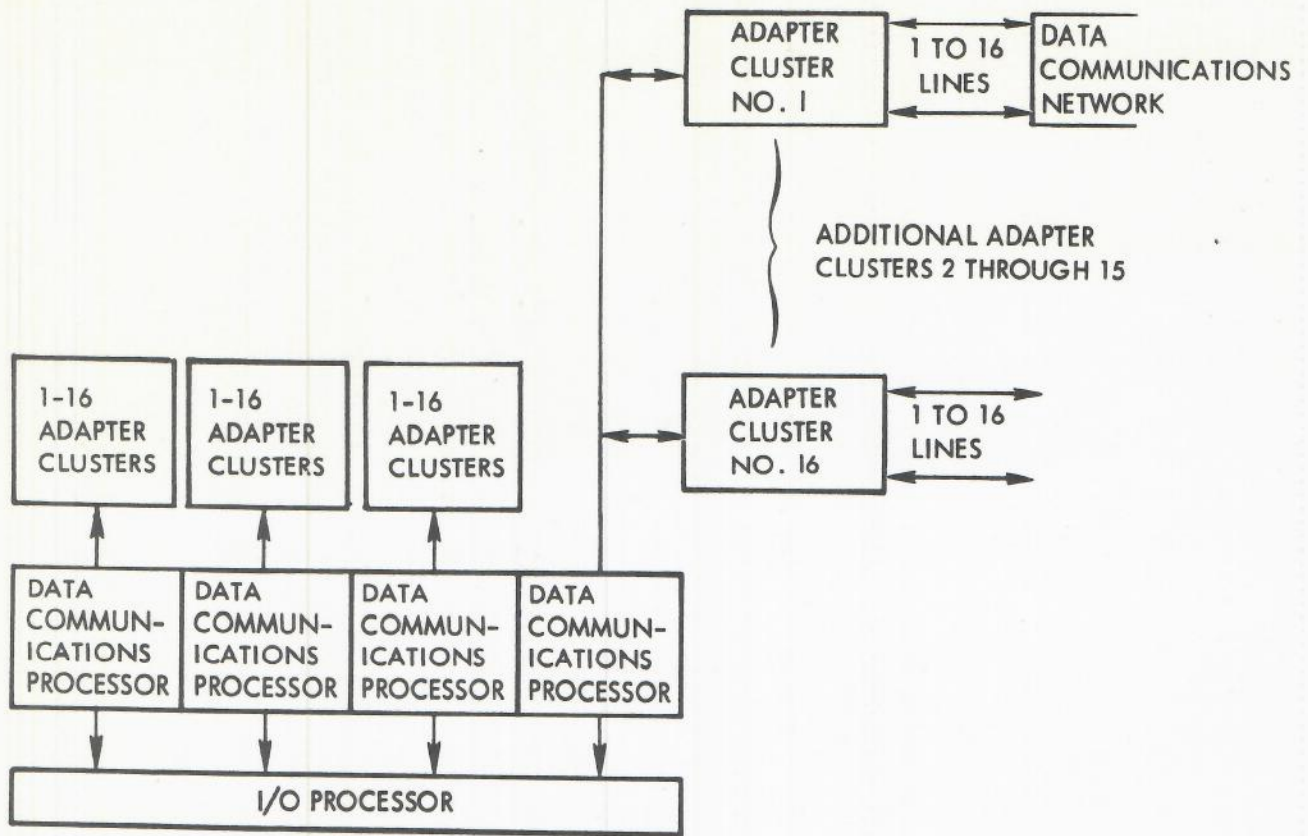 ADAPTER
CLUSTER
NO. 1
1 TO 16
LINES
DATA
COMMUNICATIONS
NETWORK
ADDITIONAL ADAPTER
CLUSTERS 2 THROUGH 15
ADAPTER
CLUSTER
NO. 16
1 TO 16
LINES
1-16
ADAPTER
CLUSTERS
1-16
ADAPTER
CLUSTERS
1-16
ADAPTER
CLUSTERS
DATA
COMMUN-
ICATIONS
PROCESSOR
DATA
COMMUN-
ICATIONS
PROCESSOR
DATA
COMMUN-
ICATIONS
PROCESSOR
DATA
COMMUN-
ICATIONS
PROCESSOR
I/O PROCESSOR